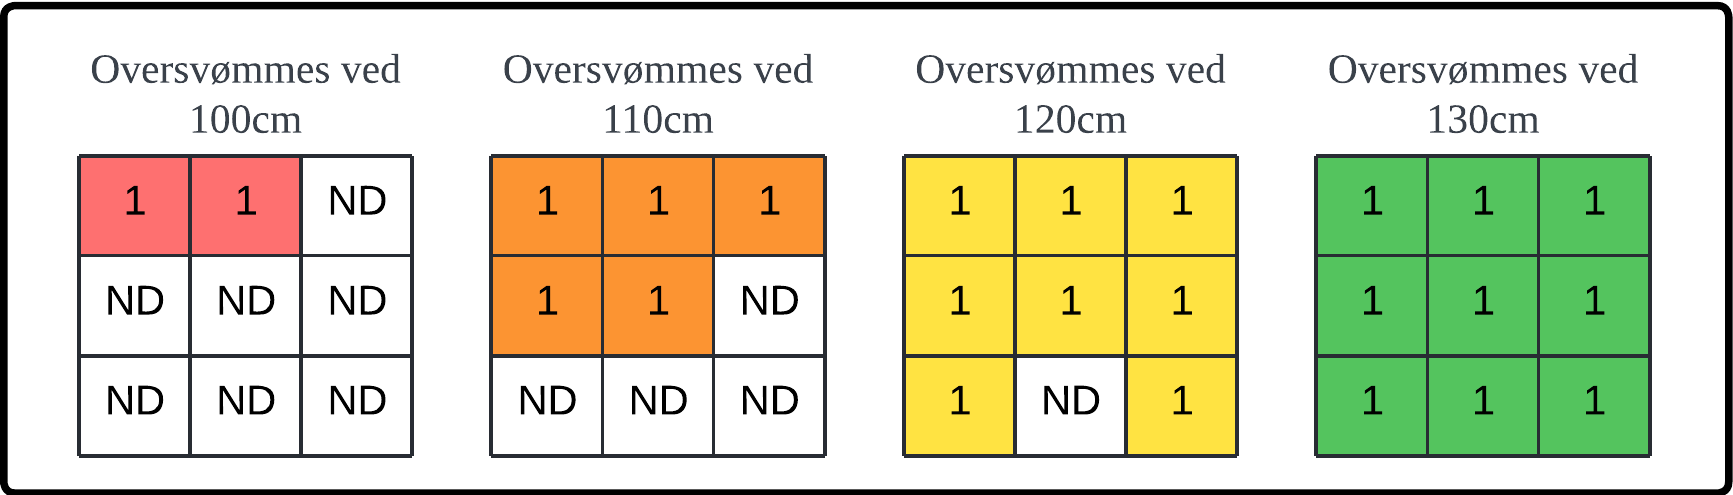 Oversvømmes ved
100cm
1 1 ND
ND ND ND
ND ND ND
Oversvømmes ved
110cm
1 1 1
1 1 ND
ND ND ND
Oversvømmes ved
120cm
1 1 1
1 1 1
1 ND 1
Oversvømmes ved
130cm
1 1 1
1 1 1
1 1 1